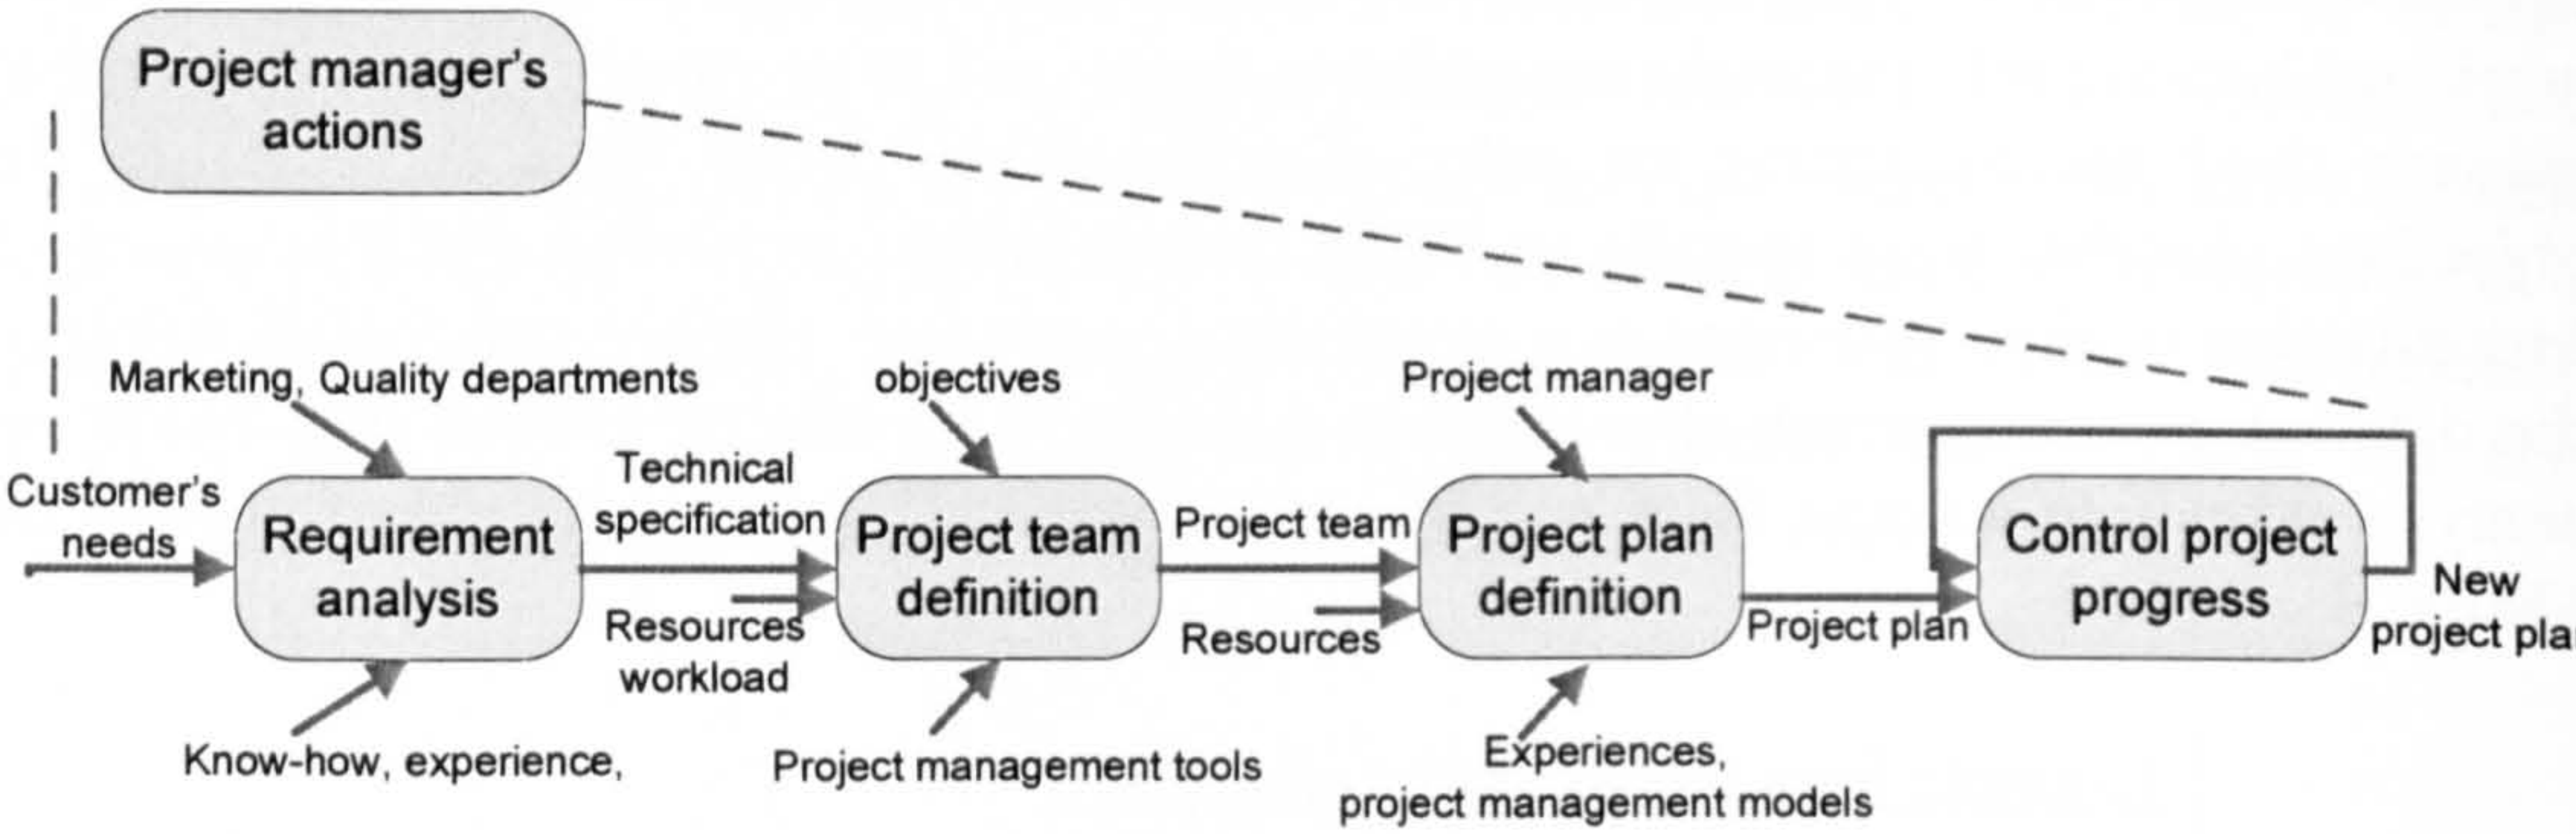 Project manager's
actions
Marketing, Quality departments
objectives
Project manager
Customer's
needs
Requirement
analysis
Technical
specification
Resources
workload
Project team
definition
Project team
Resources
Project plan
definition
Project plan
Control project
progress
New
project pla
Know-how, experience,
Project management tools
Experiences,
project management models